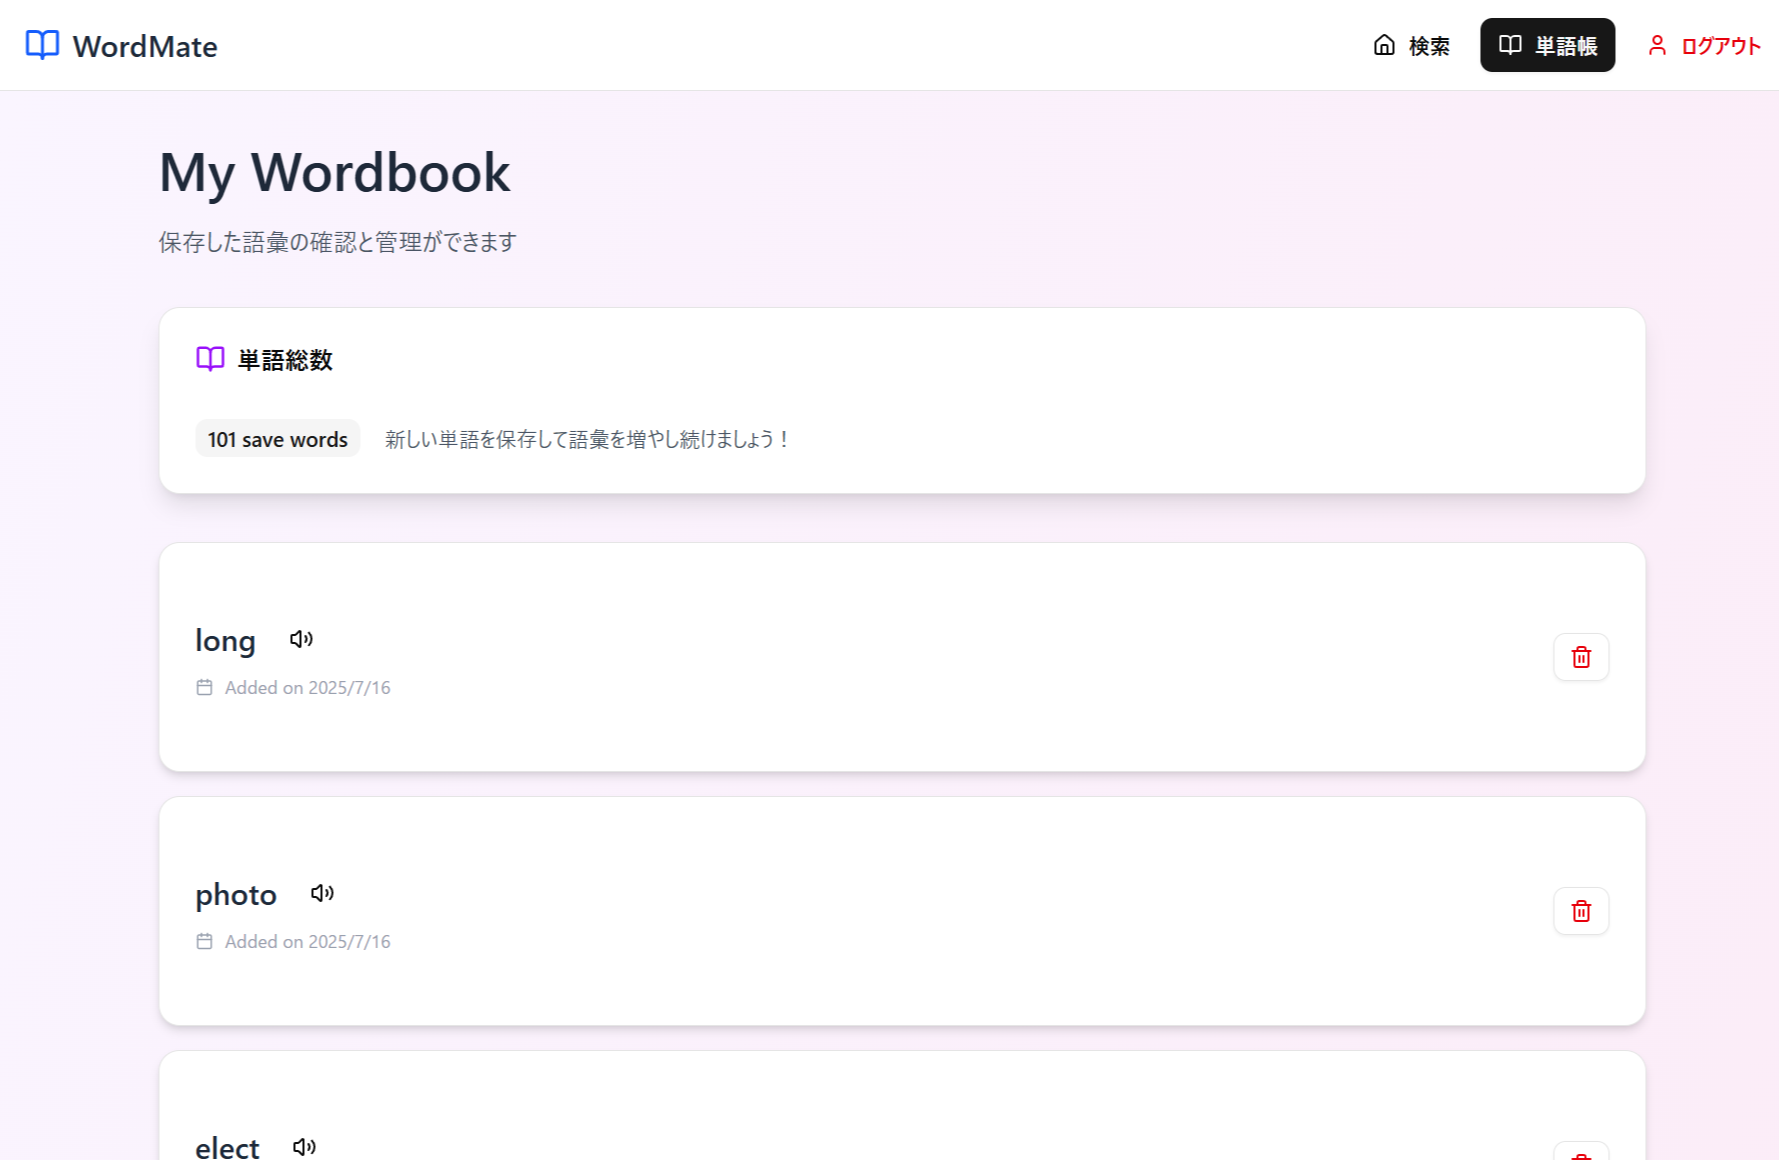 WordMate
検索
単語帳
ログアウト
My Wordbook
保存した語彙の確認と管理ができます
単語総数
101 save words
新しい単語を保存して語彙を増やし続けましょう！
long
Added on 2025/7/16
photo
Added on 2025/7/16
elect